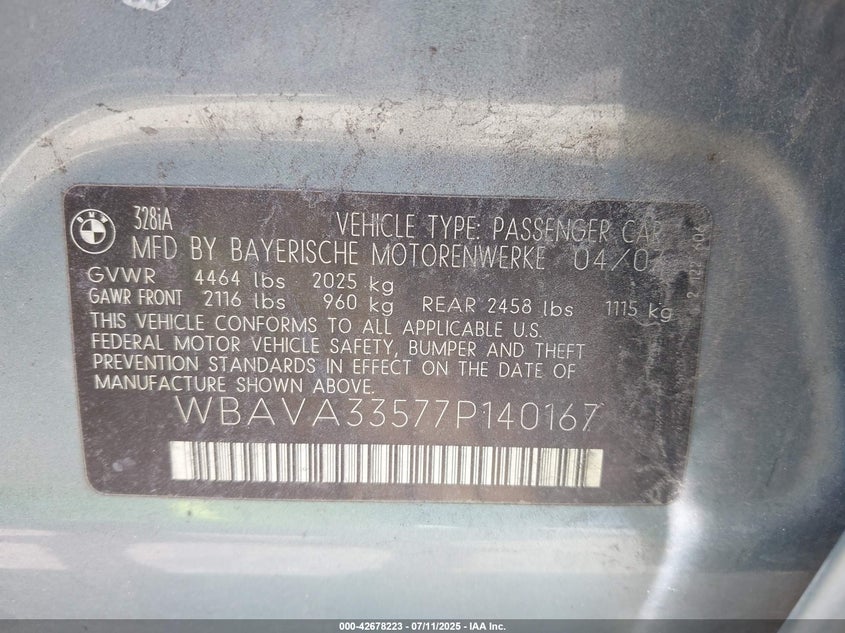 BMW
328iA
VEHICLE TYPE: PASSENGER CAR
MFD BY BAYERISCHE MOTORENWERKE 04/07
GVWR 4464 lbs 2025 kg
GAWR FRONT 2116 lbs 960 kg REAR 2458 lbs 1115 kg
THIS VEHICLE CONFORMS TO ALL APPLICABLE U.S.
FEDERAL MOTOR VEHICLE SAFETY, BUMPER AND THEFT
PREVENTION STANDARDS IN EFFECT ON THE DATE OF
MANUFACTURE SHOWN ABOVE.
WBAVA33577P140167
000-42678223 - 07/11/2025 - IAA Inc.